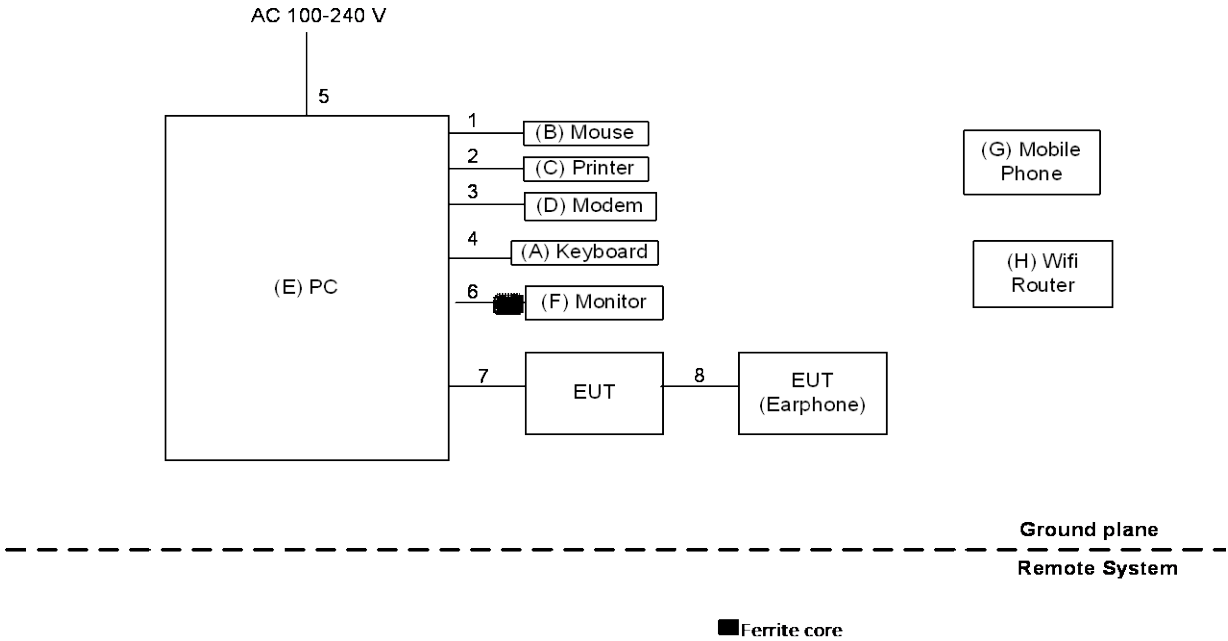 AC 100-240 V
5
1
(B) Mouse
2
(C) Printer
3
(D) Modem
4
(A) Keyboard
(E) PC
6
(F) Monitor
7
EUT
8
EUT
(Earphone)
(G) Mobile
Phone
(H) Wifi
Router
Ground plane
Remote System
Ferrite core